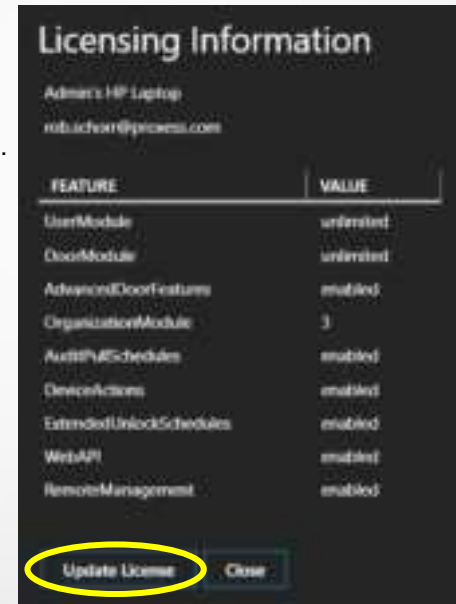 Licensing Information
Admin's HP Laptop
rob.schorr@proxess.com
.
FEATURE VALUE
UserModule unlimited
DoorModule unlimited
AdvancedDoorFeatures enabled
OrganizationModule 3
AuditPullSchedules enabled
DeviceActions enabled
ExtendedUnlockSchedules enabled
WebAPI enabled
RemoteManagement enabled
Update License Close